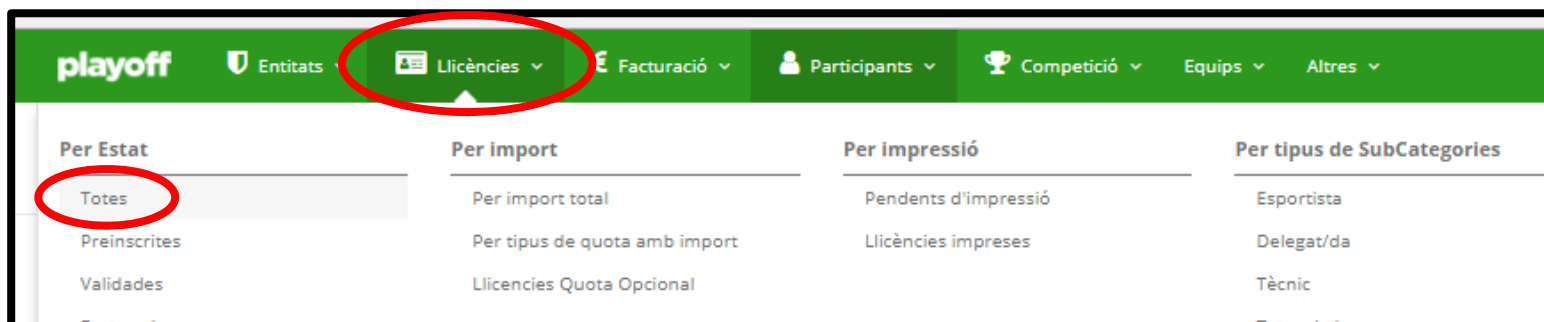 playoff Entitats Llicències € Facturació Participants Competició Equips Altres
Per Estat
Totes
Preinscrites
Validades
Per import
Per import total
Per tipus de quota amb import
Llicencies Quota Opcional
Per impressió
Pendents d'impressió
Llicències impreses
Per tipus de SubCategories
Esportista
Delegat/da
Tècnic